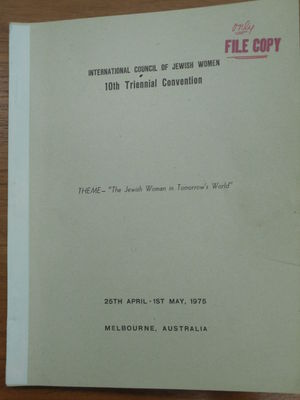 only
FILE COPY
INTERNATIONAL COUNCIL OF JEWISH WOMEN
10th Triennial Convention
THEME- "The Jewish Woman in Tomorrow's World"
25TH APRIL - 1ST MAY, 1975
MELBOURNE, AUSTRALIA